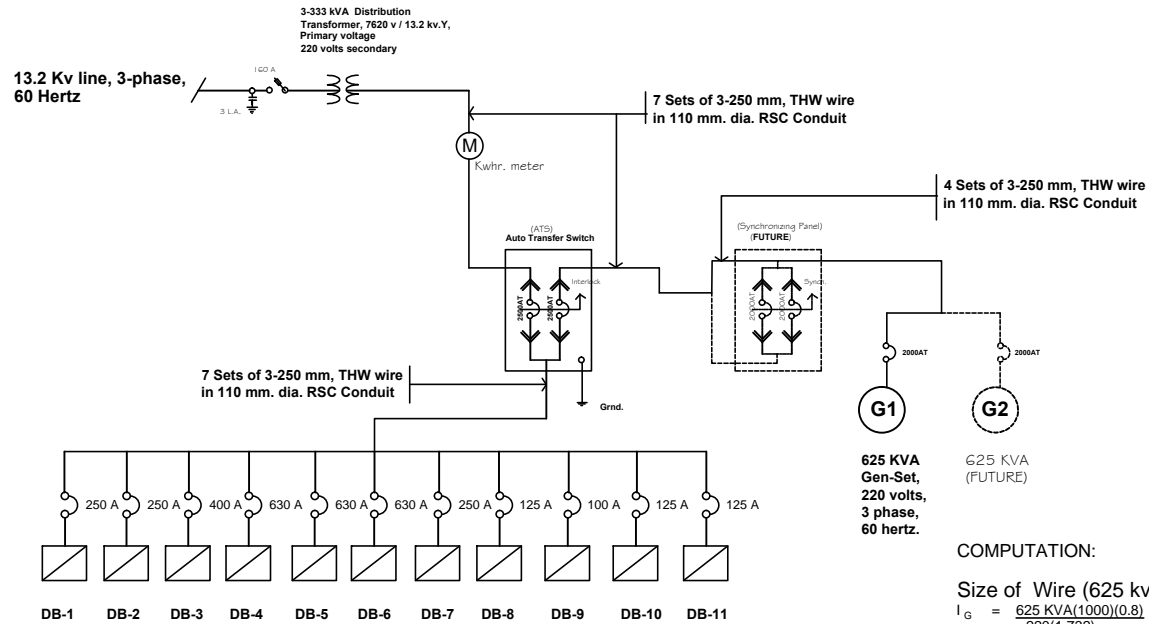 3-333 kVA Distribution
Transformer, 7620 v / 13.2 kv.Y,
Primary voltage
220 volts secondary
13.2 Kv line, 3-phase,
60 Hertz
160 A
3 L.A.
7 Sets of 3-250 mm, THW wire
in 110 mm. dia. RSC Conduit
M
Kwhr. meter
4 Sets of 3-250 mm, THW wire
in 110 mm. dia. RSC Conduit
(ATS)
Auto Transfer Switch
(Synchronizing Panel)
(FUTURE)
Interlock
Synch.
2500AT
2500AT
2000AT
2000AT
2000AT
2000AT
7 Sets of 3-250 mm, THW wire
in 110 mm. dia. RSC Conduit
Grnd.
G1
G2
625 KVA
Gen-Set,
220 volts,
3 phase,
60 hertz.
625 KVA
(FUTURE)
250 A
250 A
400 A
630 A
630 A
630 A
250 A
125 A
100 A
125 A
125 A
DB-1
DB-2
DB-3
DB-4
DB-5
DB-6
DB-7
DB-8
DB-9
DB-10
DB-11
COMPUTATION:
Size of Wire (625 kv
I G = 625 KVA(1000)(0.8)